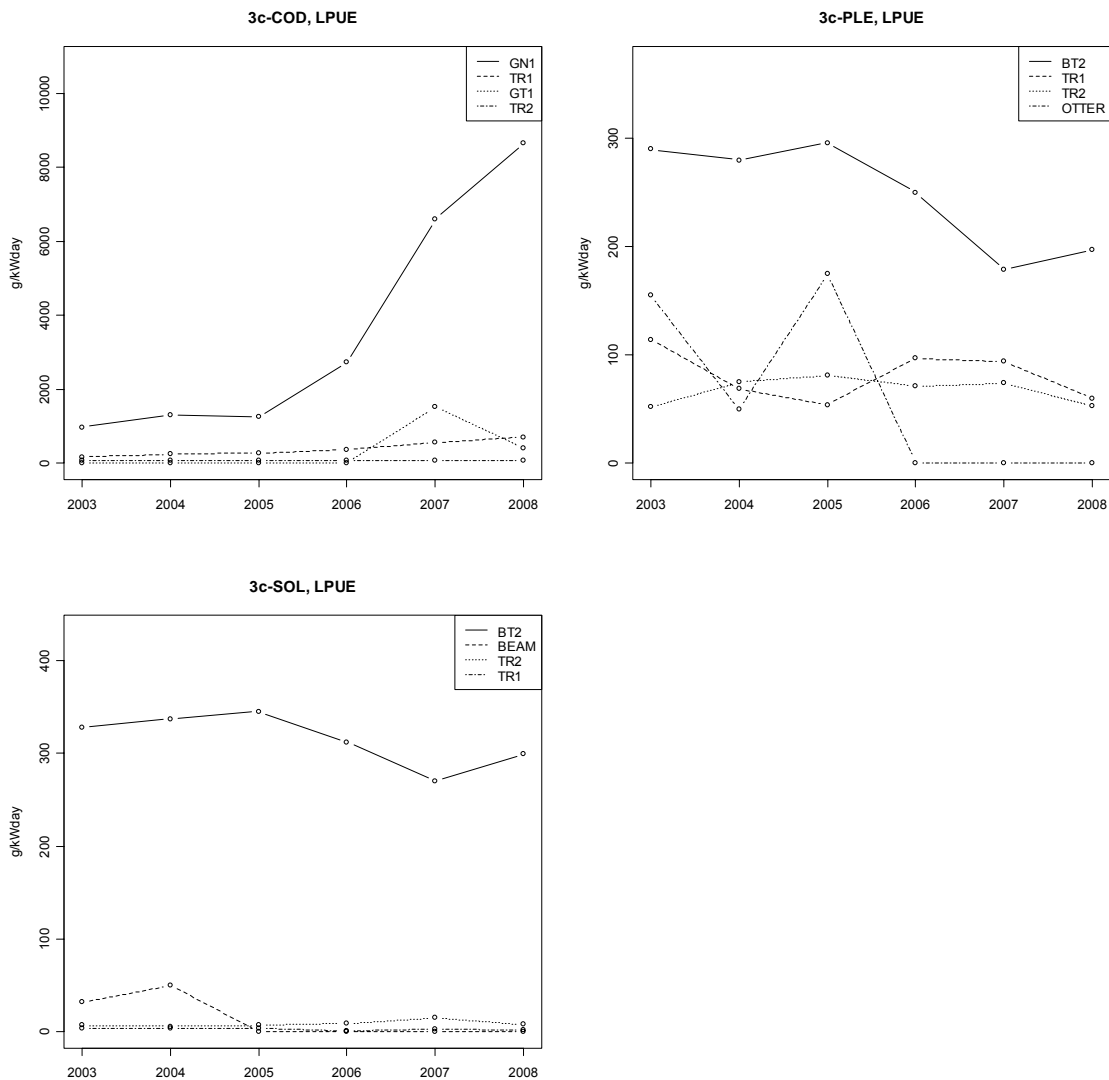 3c-COD, LPUE
GN1
TR1
GT1
TR2
g/kWday
0
2000
4000
6000
8000
10000
2003 2004 2005 2006 2007 2008
3c-PLE, LPUE
BT2
TR1
TR2
OTTER
g/kWday
0
100
200
300
2003 2004 2005 2006 2007 2008
3c-SOL, LPUE
BT2
BEAM
TR2
TR1
g/kWday
0
100
200
300
400
2003 2004 2005 2006 2007 2008